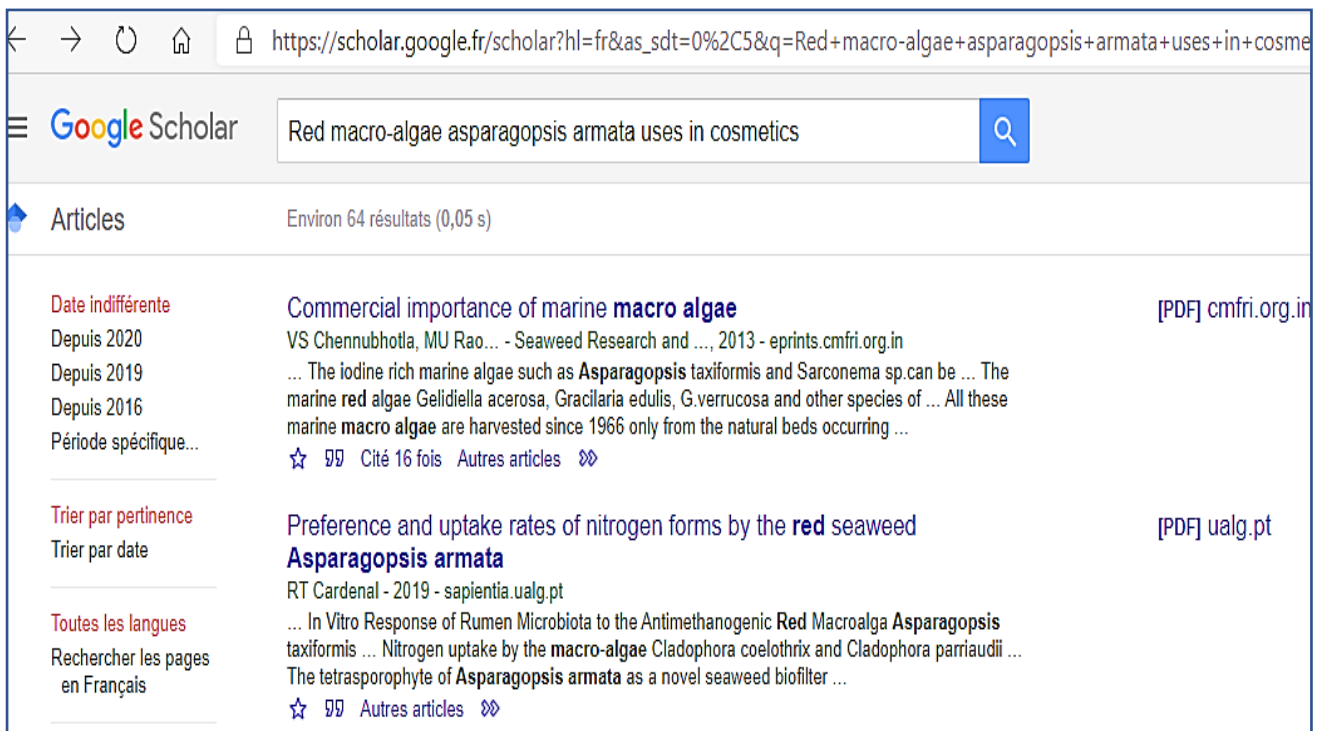 https://scholar.google.fr/scholar?hl=fr&as_sdt=0%2C5&q=Red+macro-algae+asparagopsis+armata+uses+in+cosme
Google Scholar
Red macro-algae asparagopsis armata uses in cosmetics
Articles
Environ 64 résultats (0,05 s)
Date indifférente
Depuis 2020
Depuis 2019
Depuis 2016
Période spécifique...
Trier par pertinence
Trier par date
Toutes les langues
Rechercher les pages
en Français
Commercial importance of marine macro algae
[PDF] cmfri.org.in
VS Chennubhotla, MU Rao... - Seaweed Research and ..., 2013 - eprints.cmfri.org.in
... The iodine rich marine algae such as Asparagopsis taxiformis and Sarconema sp.can be ... The
marine red algae Gelidiella acerosa, Gracilaria edulis, G.verrucosa and other species of ... All these
marine macro algae are harvested since 1966 only from the natural beds occurring ...
Cité 16 fois Autres articles
Preference and uptake rates of nitrogen forms by the red seaweed
Asparagopsis armata
[PDF] ualg.pt
RT Cardenal - 2019 - sapientia.ualg.pt
... In Vitro Response of Rumen Microbiota to the Antimethanogenic Red Macroalga Asparagopsis
taxiformis ... Nitrogen uptake by the macro-algae Cladophora coelothrix and Cladophora parriaudii ...
The tetrasporophyte of Asparagopsis armata as a novel seaweed biofilter ...
Autres articles